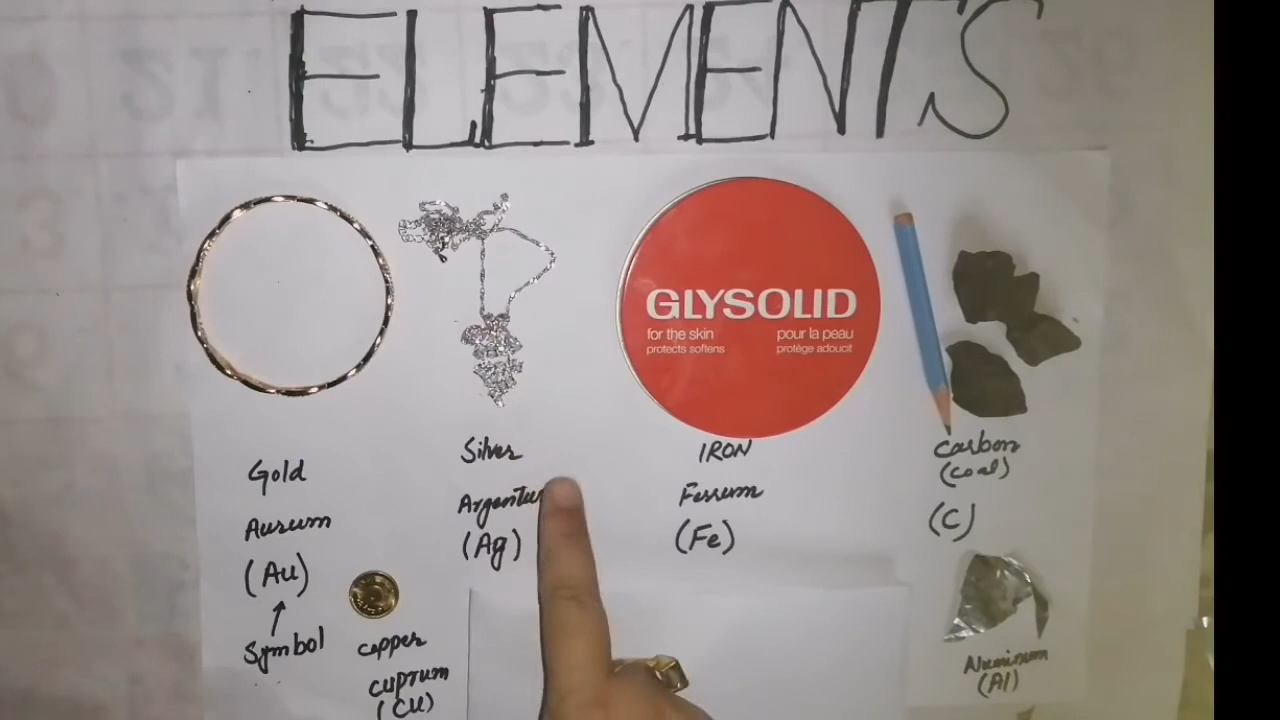 ELEMENTS
GLYSOLID
for the skin pour la peau
protects softens protège adoucit
Gold
Aurum
(Au)
Symbol
Silver
(Ag)
IRON
Ferrum
(Fe)
Carbon
(coal)
(C)
copper
cuprum
(CU)
Aluminum
(Al)